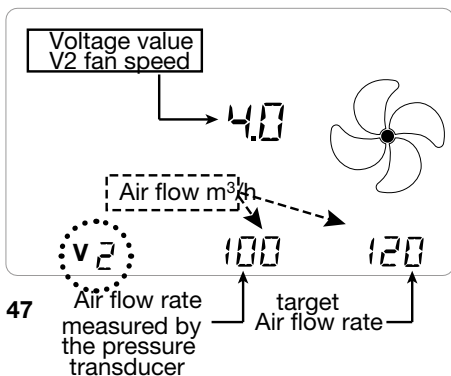 Voltage value
V2 fan speed
4.0
Air flow m³/h
V 2
100
120
47
Air flow rate
measured by
the pressure
transducer
target
Air flow rate